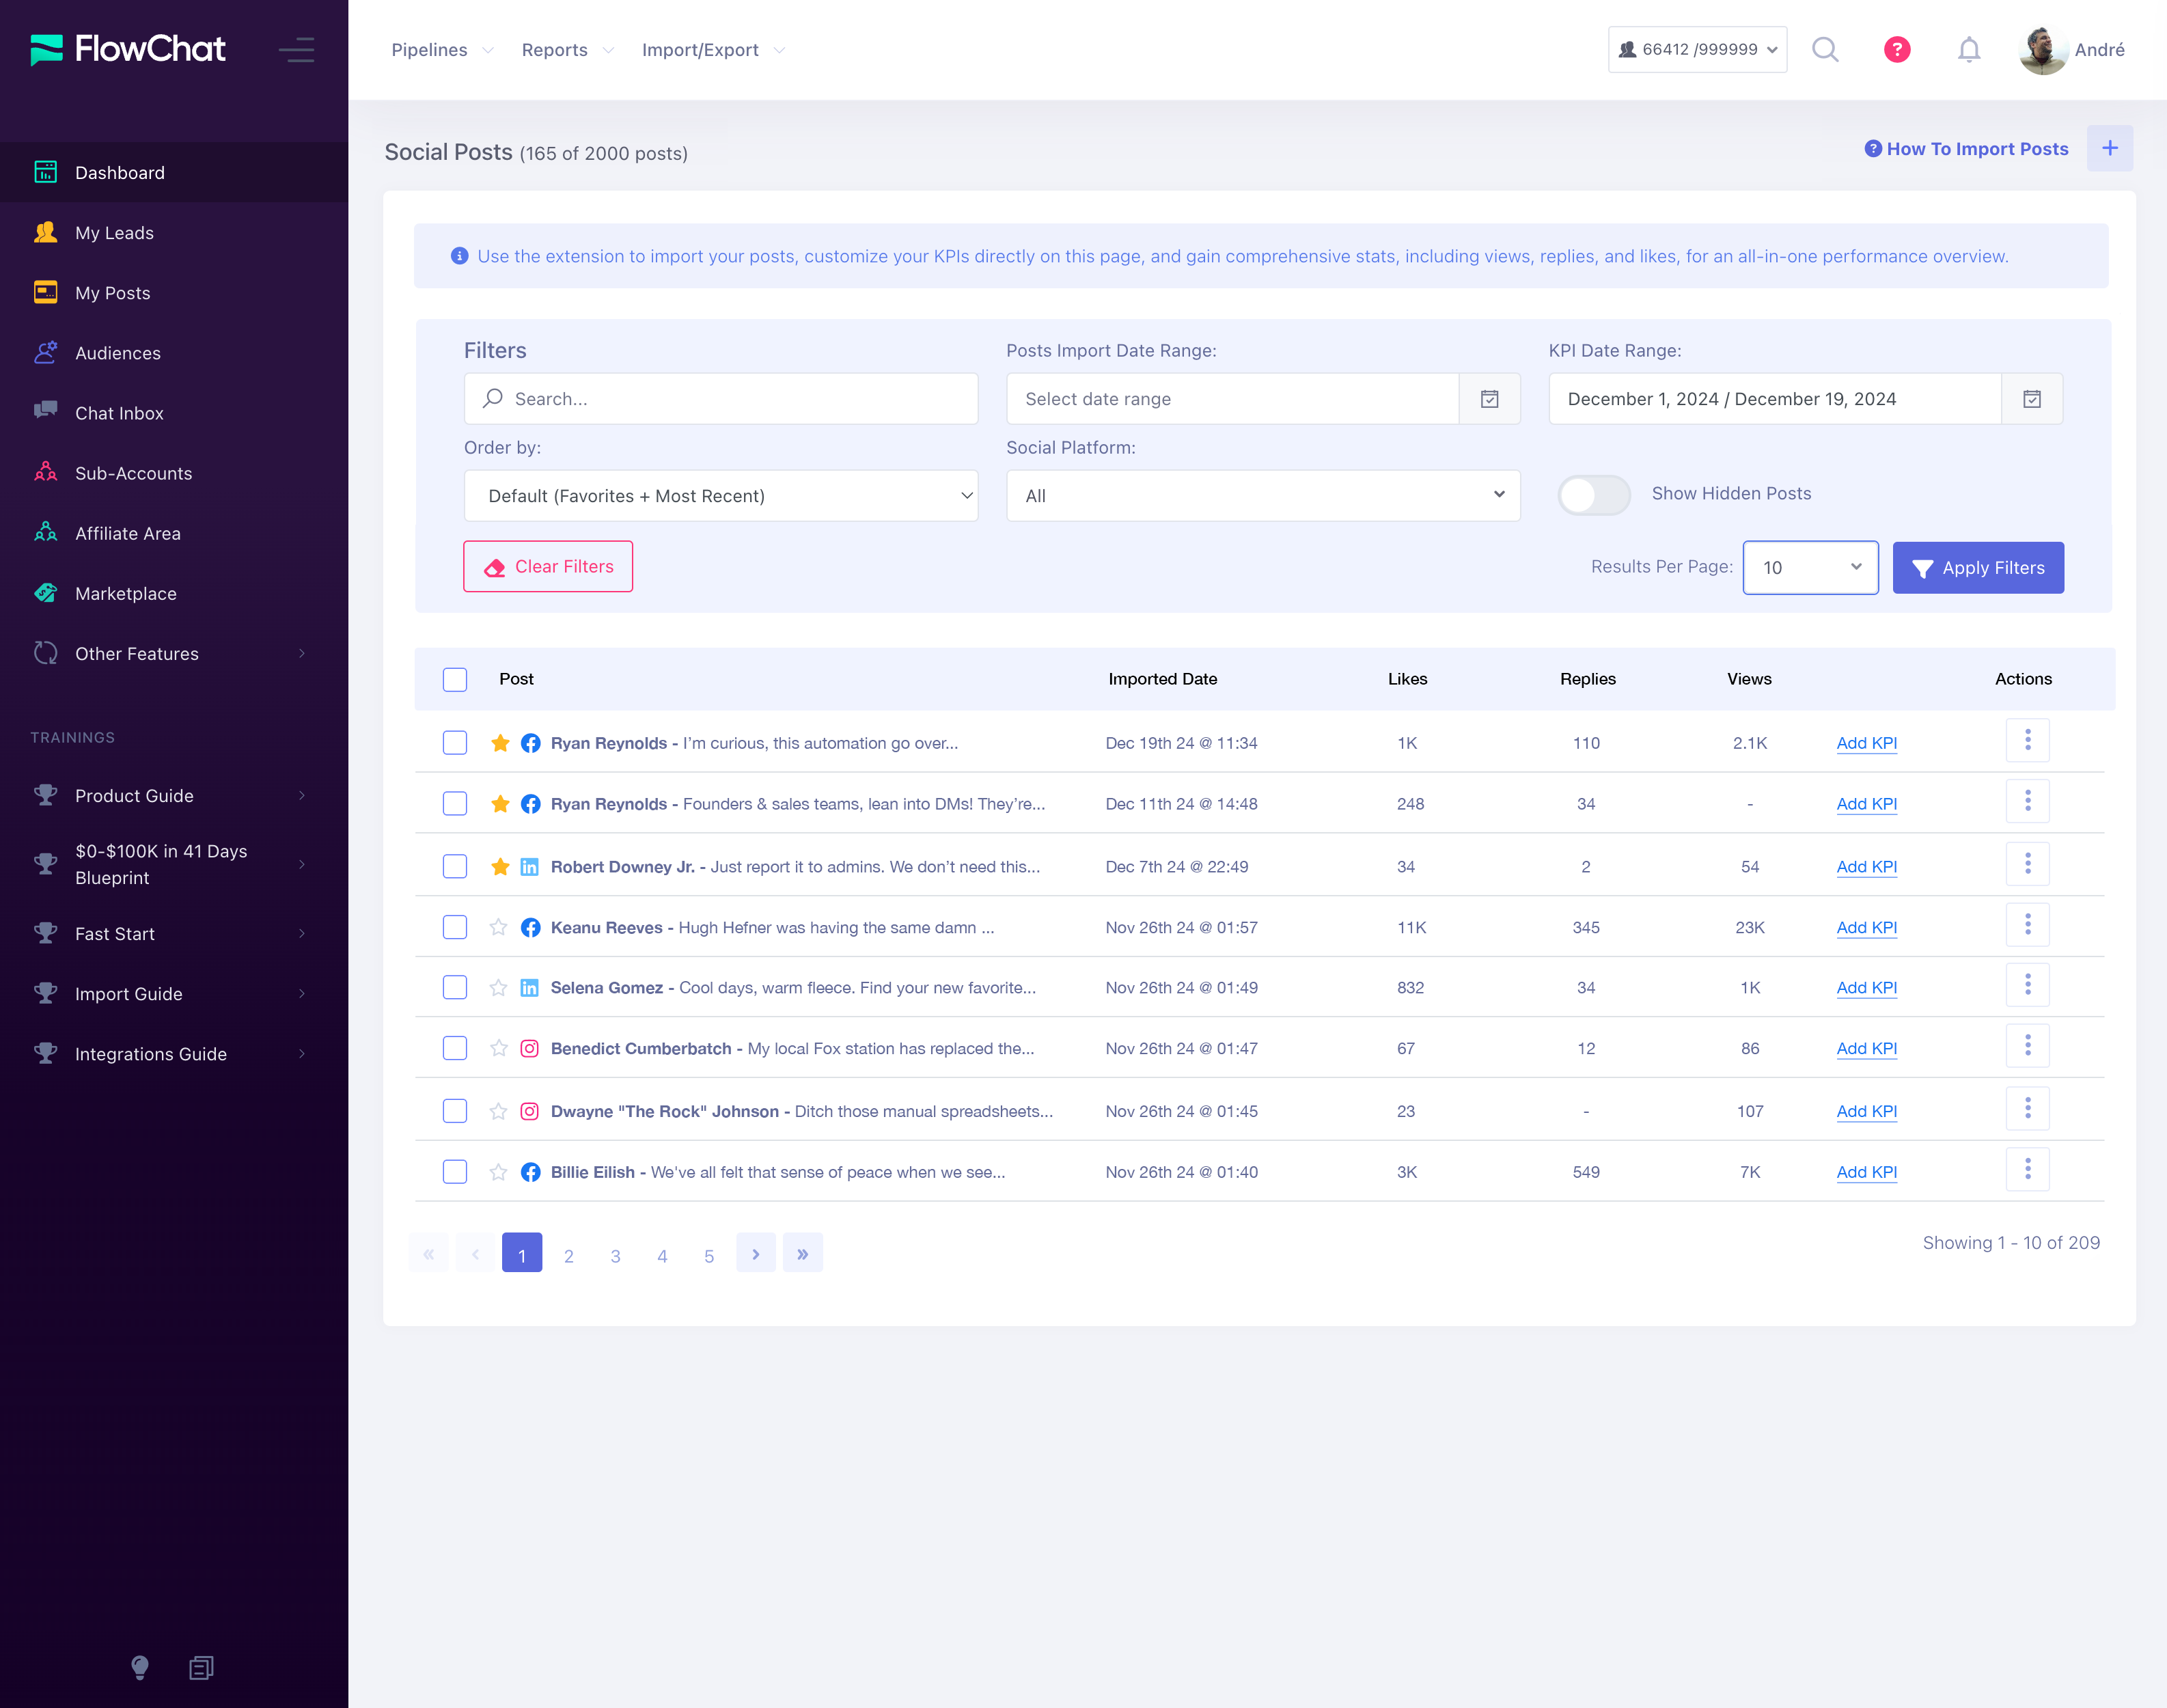 FlowChat
Pipelines Reports Import/Export 66412 /999999 ? André
Dashboard
My Leads
My Posts
Audiences
Chat Inbox
Sub-Accounts
Affiliate Area
Marketplace
Other Features
TRAININGS
Product Guide
$0-$100K in 41 Days
Blueprint
Fast Start
Import Guide
Integrations Guide
Social Posts (165 of 2000 posts) ? How To Import Posts +
Use the extension to import your posts, customize your KPIs directly on this page, and gain comprehensive stats, including views, replies, and likes, for an all-in-one performance overview.
Filters Posts Import Date Range: KPI Date Range:
Search... Select date range December 1, 2024 / December 19, 2024
Order by: Social Platform:
Default (Favorites + Most Recent) All Show Hidden Posts
Clear Filters Results Per Page: 10 Apply Filters
Post Imported Date Likes Replies Views Actions
Ryan Reynolds - I’m curious, this automation go over... Dec 19th 24 @ 11:34 1K 110 2.1K Add KPI
Ryan Reynolds - Founders & sales teams, lean into DMs! They’re... Dec 11th 24 @ 14:48 248 34 - Add KPI
in Robert Downey Jr. - Just report it to admins. We don’t need this... Dec 7th 24 @ 22:49 34 2 54 Add KPI
Keanu Reeves - Hugh Hefner was having the same damn ... Nov 26th 24 @ 01:57 11K 345 23K Add KPI
in Selena Gomez - Cool days, warm fleece. Find your new favorite... Nov 26th 24 @ 01:49 832 34 1K Add KPI
Benedict Cumberbatch - My local Fox station has replaced the... Nov 26th 24 @ 01:47 67 12 86 Add KPI
Dwayne "The Rock" Johnson - Ditch those manual spreadsheets... Nov 26th 24 @ 01:45 23 - 107 Add KPI
Billie Eilish - We've all felt that sense of peace when we see... Nov 26th 24 @ 01:40 3K 549 7K Add KPI
« ‹ 1 2 3 4 5 › » Showing 1 - 10 of 209